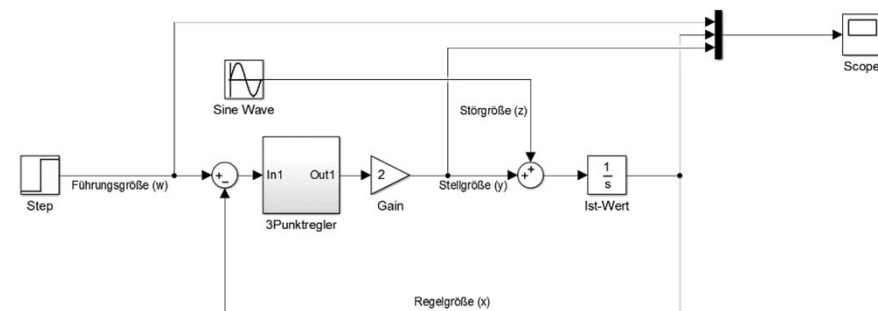 Scope
Sine Wave
Störgröße (z)
+
+
Step
Führungsgröße (w)
+
−
In1
Out1
3Punktregler
2
Gain
Stellgröße (y)
1
s
Ist-Wert
Regelgröße (x)